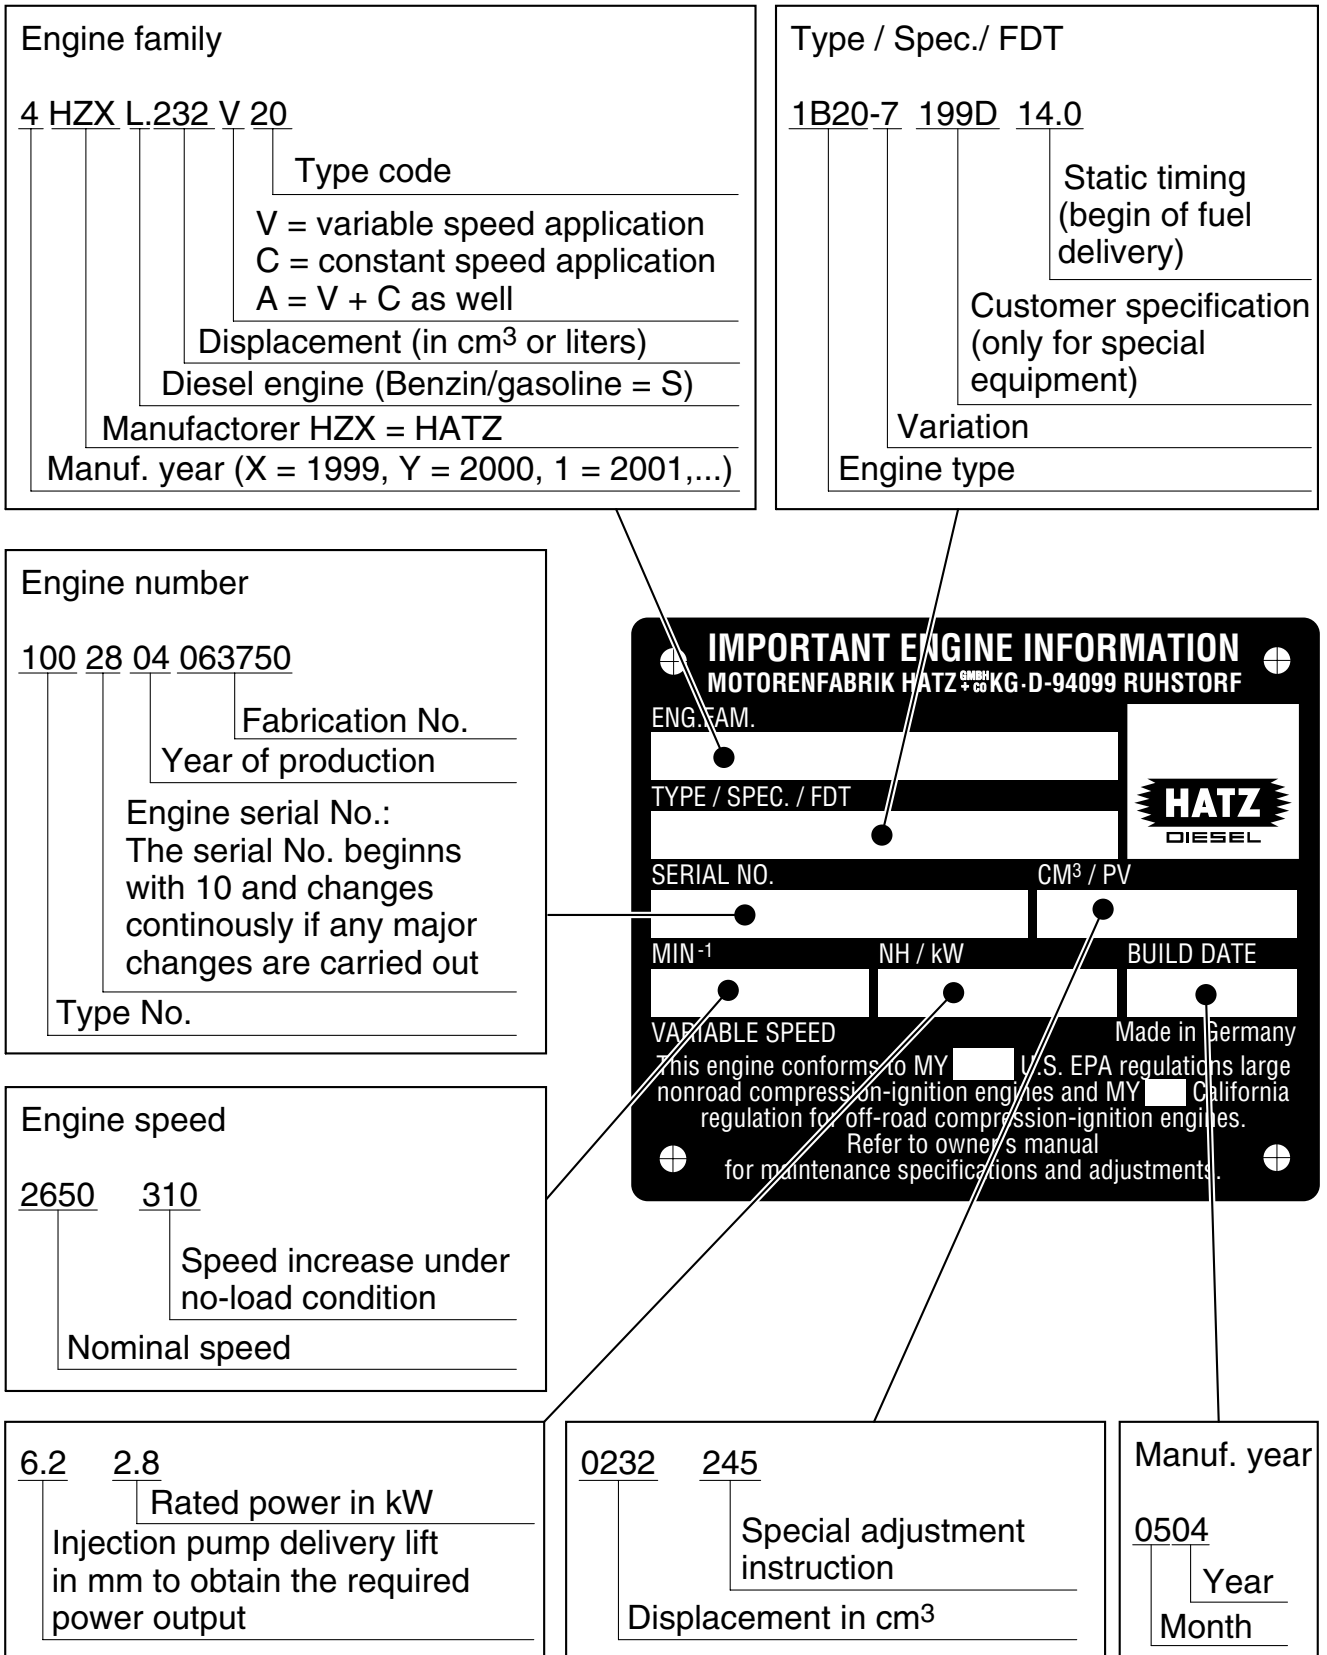 Engine family
4 HZX L.232 V 20
Type code
V = variable speed application
C = constant speed application
A = V + C as well
Displacement (in cm³ or liters)
Diesel engine (Benzin/gasoline = S)
Manufactorer HZX = HATZ
Manuf. year (X = 1999, Y = 2000, 1 = 2001,...)
Type / Spec./ FDT
1B20-7 199D 14.0
Static timing
(begin of fuel
delivery)
Customer specification
(only for special
equipment)
Variation
Engine type
Engine number
100 28 04 063750
Fabrication No.
Year of production
Engine serial No.:
The serial No. beginns
with 10 and changes
continously if any major
changes are carried out
Type No.
IMPORTANT ENGINE INFORMATION
MOTORENFABRIK HATZ GMBH + CO KG·D-94099 RUHSTORF
ENG.FAM.
TYPE / SPEC. / FDT
HATZ
DIESEL
SERIAL NO. CM³ / PV
MIN⁻¹ NH / kW BUILD DATE
VARIABLE SPEED Made in Germany
This engine conforms to MY U.S. EPA regulations large
nonroad compression-ignition engines and MY California
regulation for off-road compression-ignition engines.
Refer to owner's manual
for maintenance specifications and adjustments.
Engine speed
2650 310
Speed increase under
no-load condition
Nominal speed
6.2 2.8
Rated power in kW
Injection pump delivery lift
in mm to obtain the required
power output
0232 245
Special adjustment
instruction
Displacement in cm³
Manuf. year
0504
Year
Month